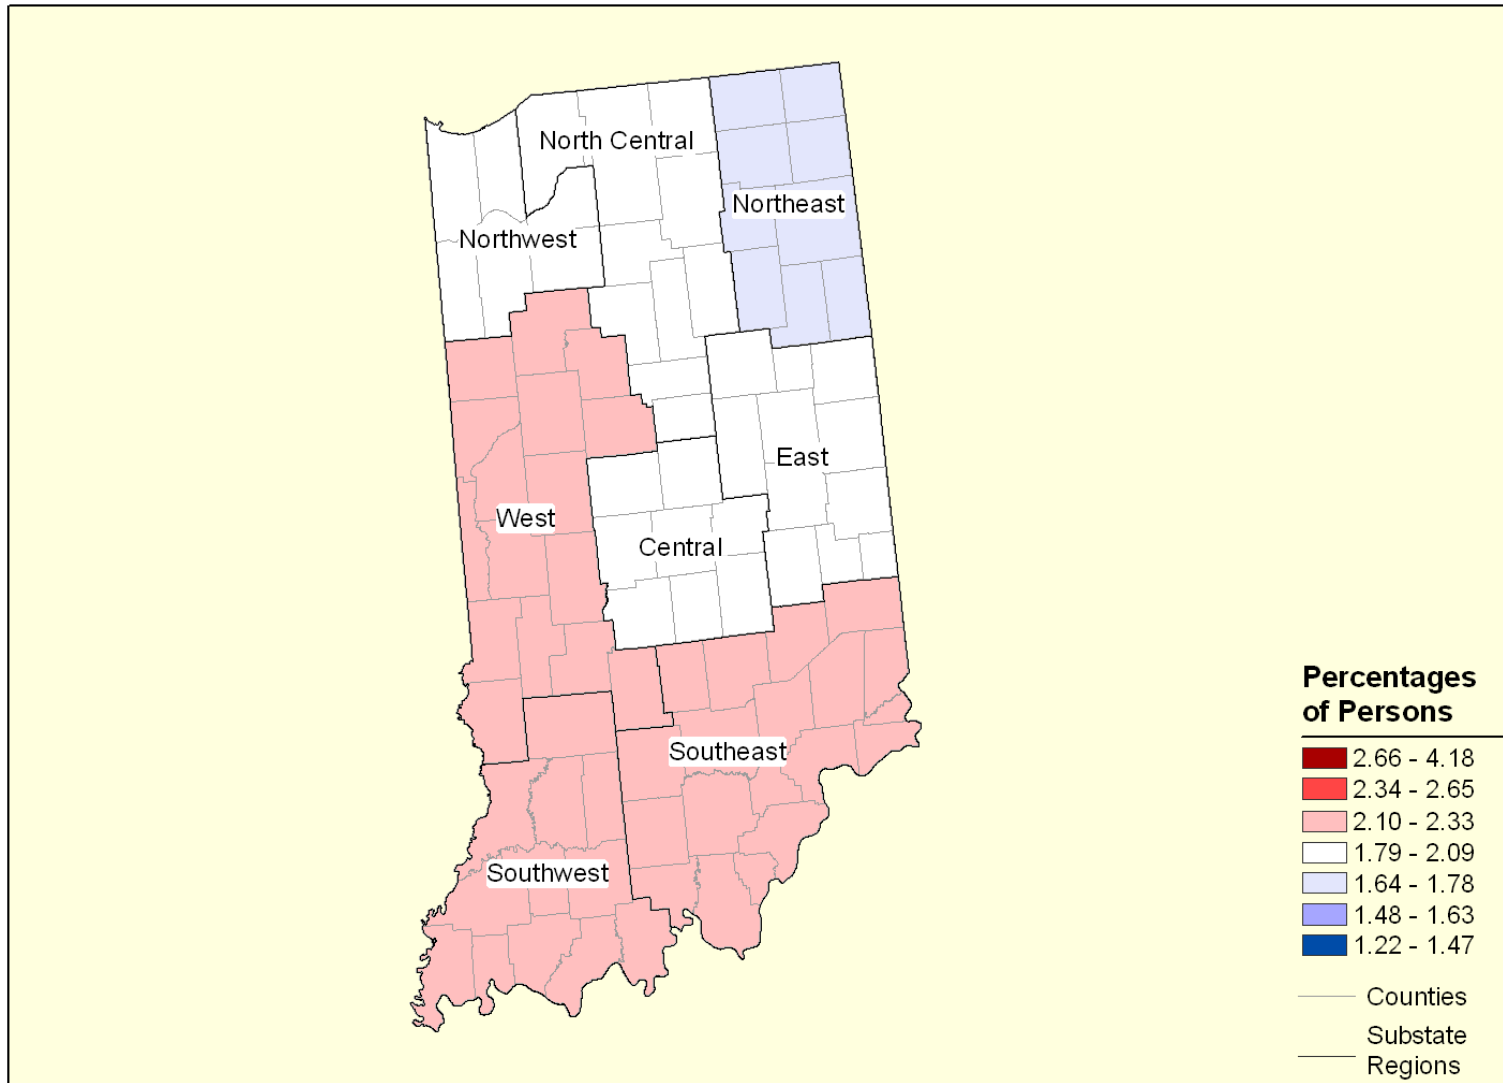 North Central
Northeast
Northwest
East
West
Central
Southeast
Southwest
Percentages
of Persons
2.66 - 4.18
2.34 - 2.65
2.10 - 2.33
1.79 - 2.09
1.64 - 1.78
1.48 - 1.63
1.22 - 1.47
Counties
Substate
Regions